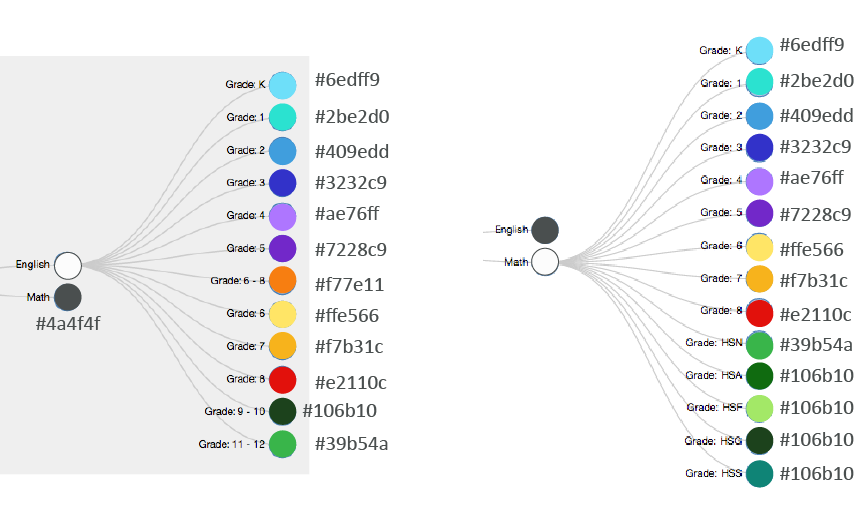 Grade: K #6edff9
Grade: 1 #2be2d0
Grade: 2 #409edd
Grade: 3 #3232c9
Grade: 4 #ae76ff
Grade: 5 #7228c9
English
Grade: 6 - 8 #f77e11
Math
#4a4f4f
Grade: 6 #ffe566
Grade: 7 #f7b31c
Grade: 8 #e2110c
Grade: 9 - 10 #106b10
Grade: 11 - 12 #39b54a
Grade: K #6edff9
Grade: 1 #2be2d0
Grade: 2 #409edd
Grade: 3 #3232c9
Grade: 4 #ae76ff
Grade: 5 #7228c9
English
Grade: 6 #ffe566
Math
Grade: 7 #f7b31c
Grade: 8 #e2110c
Grade: HSN #39b54a
Grade: HSA #106b10
Grade: HSF #106b10
Grade: HSG #106b10
Grade: HSS #106b10